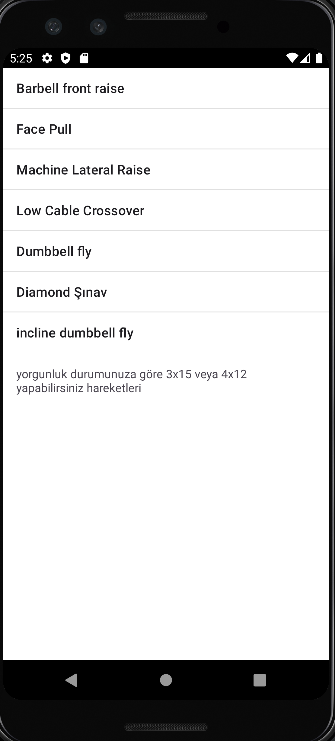 5:25
Barbell front raise
Face Pull
Machine Lateral Raise
Low Cable Crossover
Dumbbell fly
Diamond Şınav
incline dumbbell fly
yorgunluk durumunuza göre 3x15 veya 4x12
yapabilirsiniz hareketleri